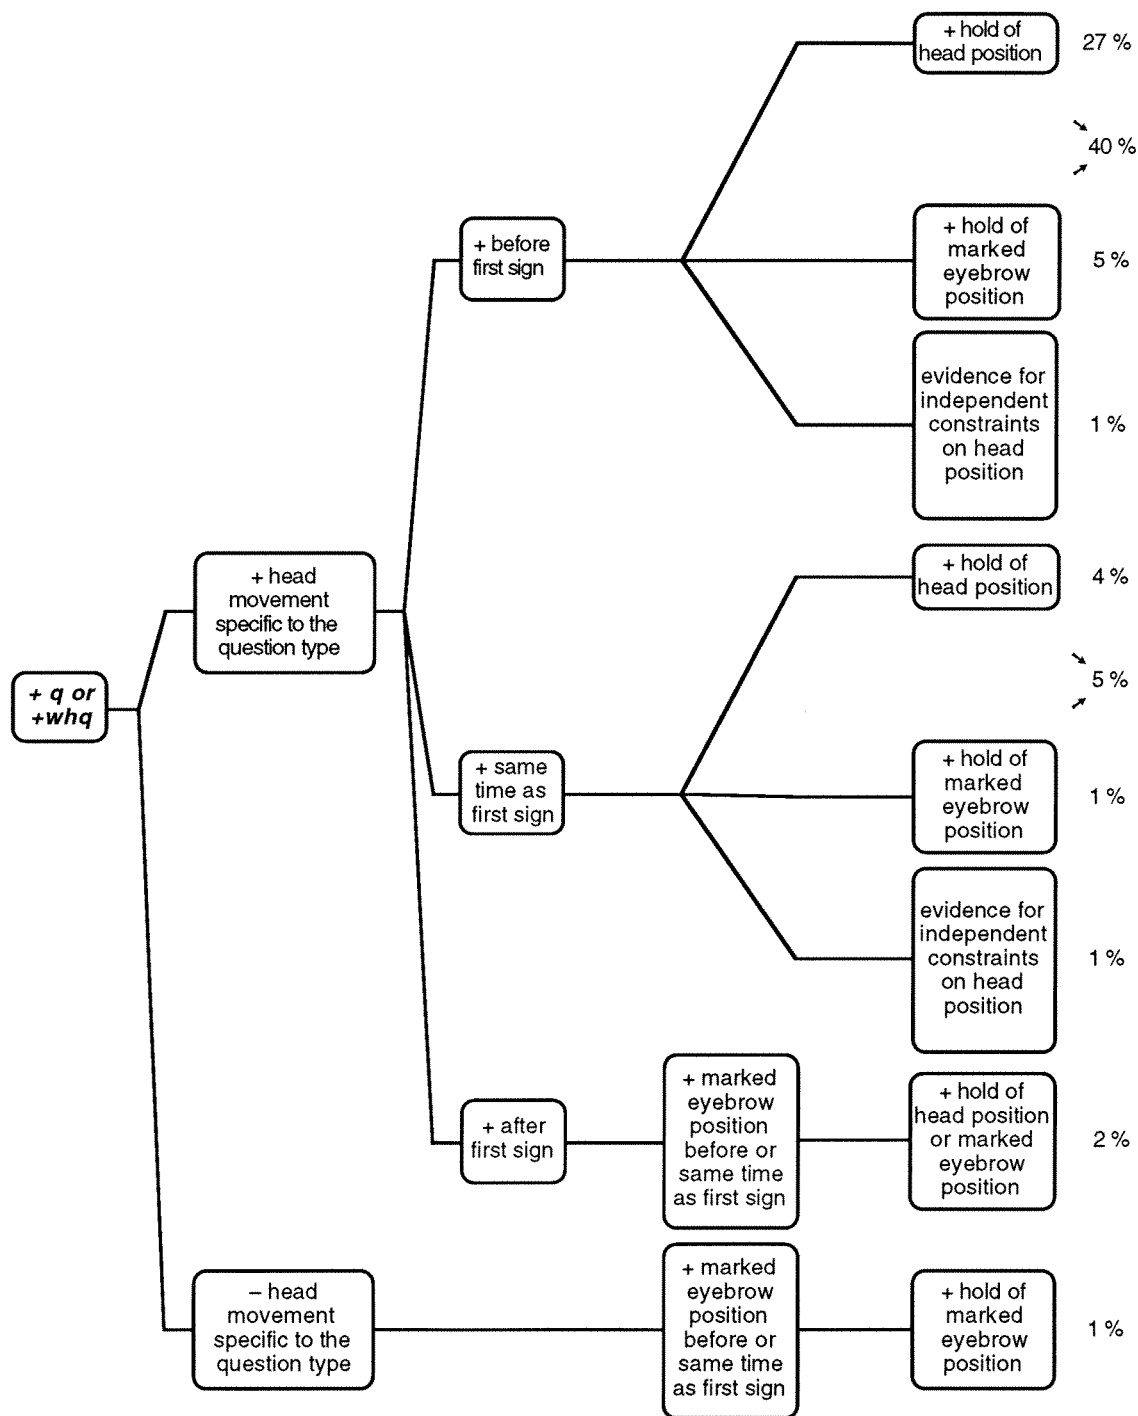 + hold of
head position
27 %
40 %
+ before
first sign
+ hold of
marked
eyebrow
position
5 %
evidence for
independent
constraints
on head
position
1 %
+ head
movement
specific to the
question type
+ hold of
head position
4 %
+ q or
+whq
5 %
+ same
time as
first sign
+ hold of
marked
eyebrow
position
1 %
evidence for
independent
constraints
on head
position
1 %
+ after
first sign
+ marked
eyebrow
position
before or
same time
as first sign
+ hold of
head position
or marked
eyebrow
position
2 %
– head
movement
specific to the
question type
+ marked
eyebrow
position
before or
same time
as first sign
+ hold of
marked
eyebrow
position
1 %